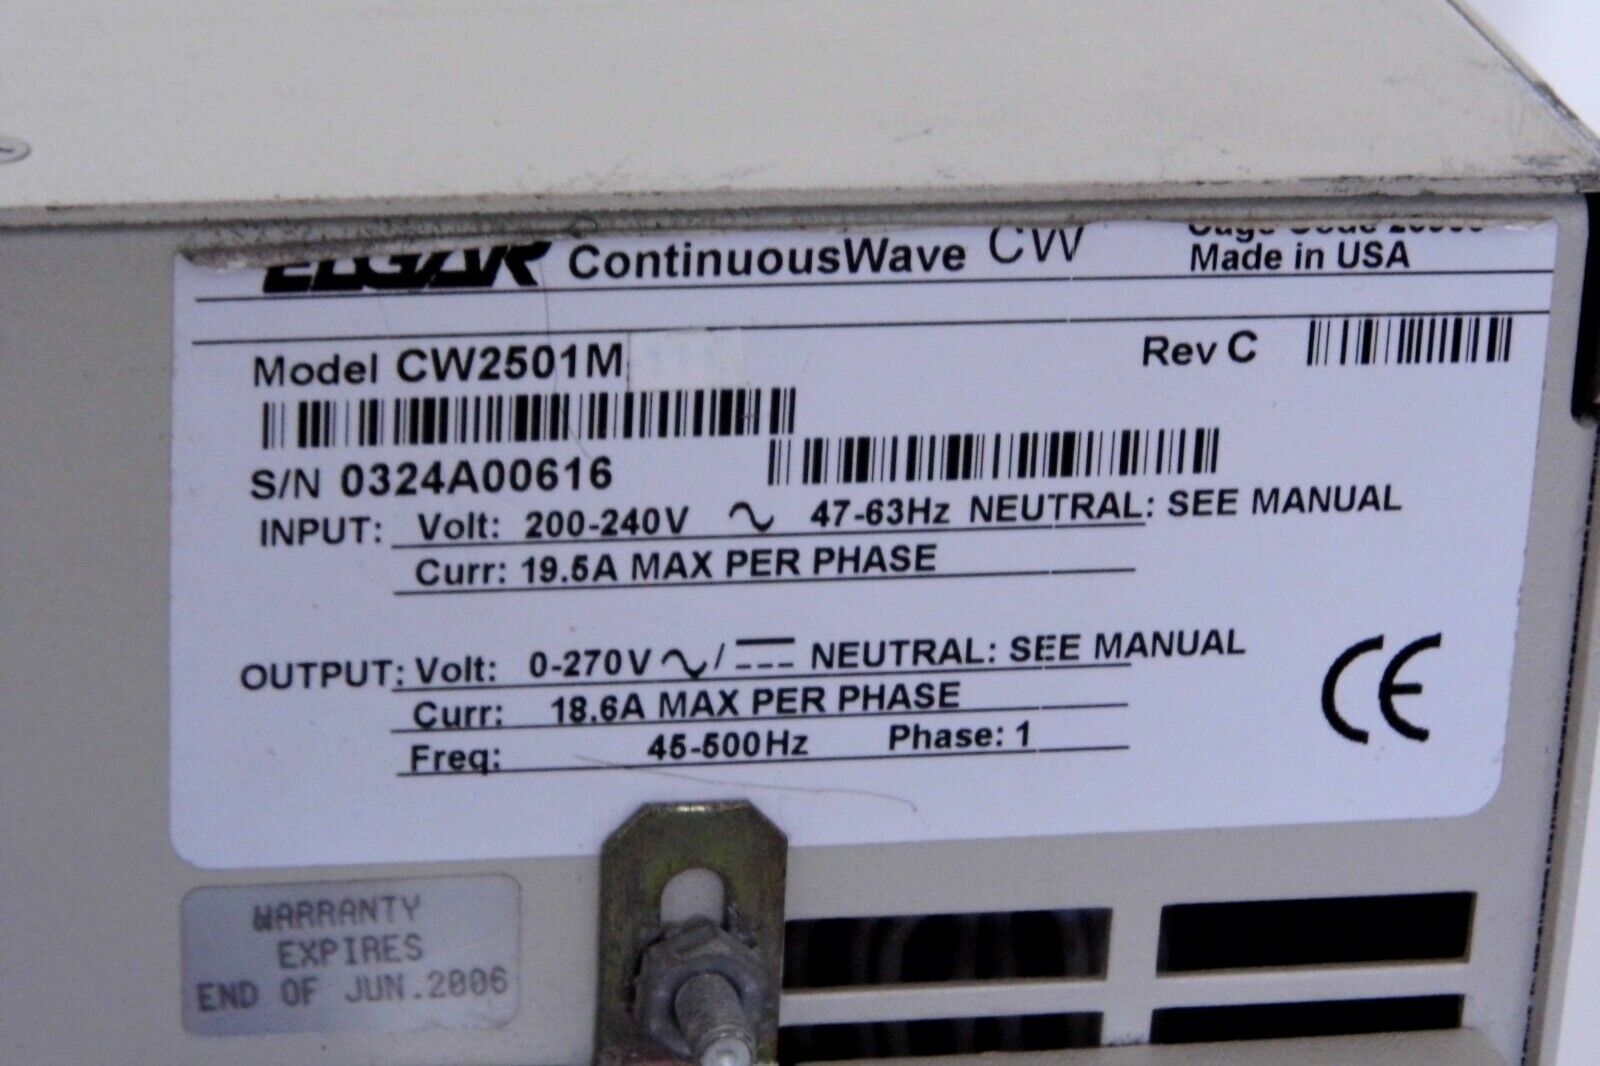 ELGAR ContinuousWave CW
Made in USA
Model CW2501M
Rev C
S/N 0324A00616
INPUT: Volt: 200-240V 47-63Hz NEUTRAL: SEE MANUAL
Curr: 19.5A MAX PER PHASE
OUTPUT: Volt: 0-270V / NEUTRAL: SEE MANUAL
Curr: 18.6A MAX PER PHASE
Freq: 45-500Hz Phase: 1
CE
WARRANTY
EXPIRES
END OF JUN.2006